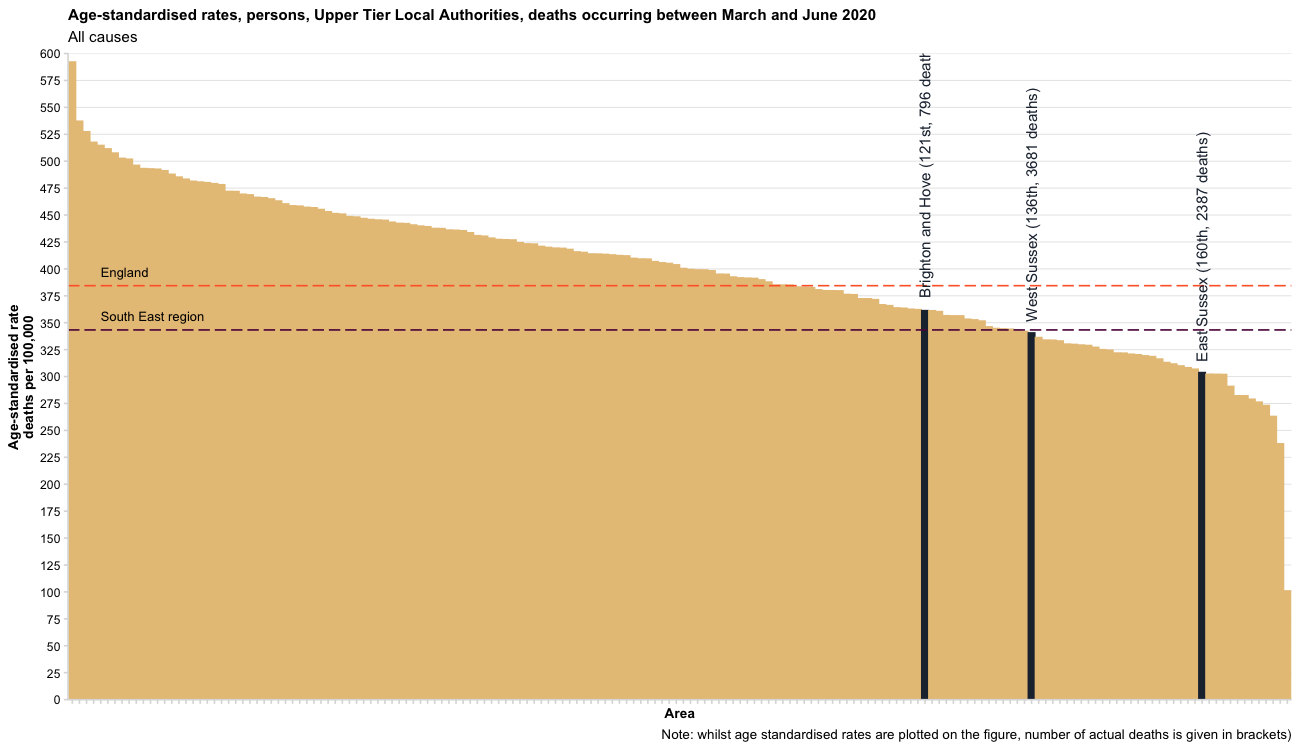 Age-standardised rates, persons, Upper Tier Local Authorities, deaths occurring between March and June 2020
All causes
600
575
550
525
500
475
450
425
400
375
350
325
300
275
250
225
200
175
150
125
100
75
50
25
0
Age-standardised rate
deaths per 100,000
England
South East region
Brighton and Hove (121st, 796 deat
West Sussex (136th, 3681 deaths)
East Sussex (160th, 2387 deaths)
Area
Note: whilst age standardised rates are plotted on the figure, number of actual deaths is given in brackets)